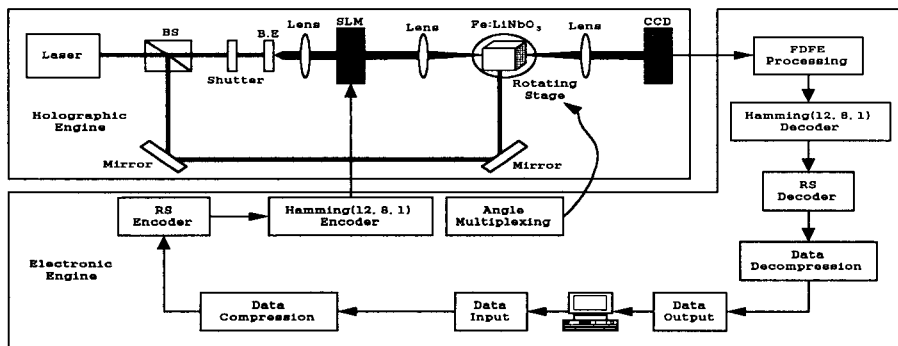 Laser
BS
Shutter
B.E
Lens
SLM
Lens
Fe:LiNbO₃
Rotating
Stage
Lens
CCD
Holographic
Engine
Mirror
Mirror
FDFE
Processing
Hamming(12,8,1)
Decoder
RS
Decoder
Data
Decompression
RS
Encoder
Hamming(12,8,1)
Encoder
Angle
Multiplexing
Electronic
Engine
Data
Compression
Data
Input
Data
Output